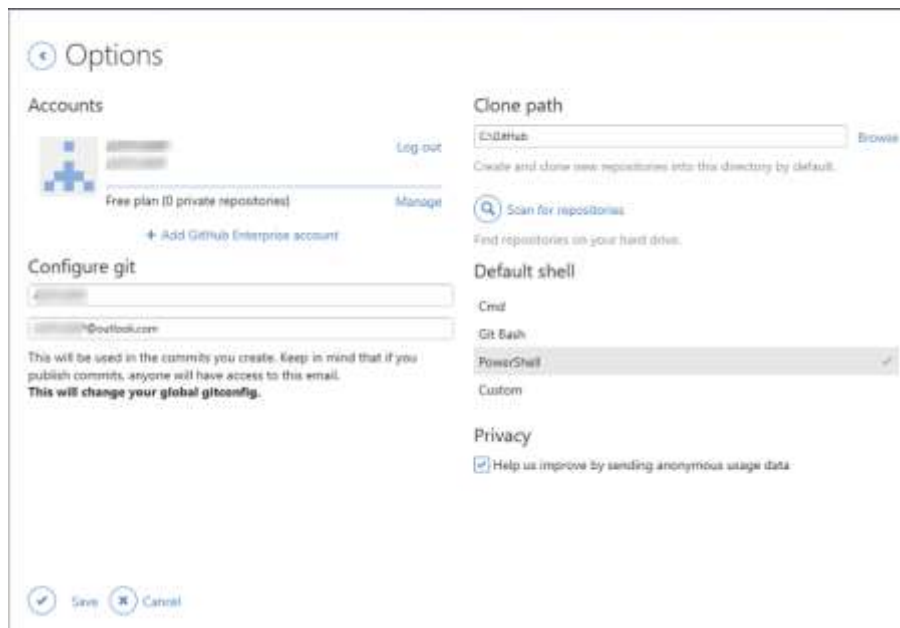 Options
Accounts
Log out
Free plan (0 private repositories)
Manage
+ Add GitHub Enterprise account
Configure git
@outlook.com
This will be used in the commits you create. Keep in mind that if you
publish commits, anyone will have access to this email.
This will change your global gitconfig.
Clone path
C:\GitHub
Browse
Create and clone new repositories into this directory by default.
Scan for repositories
Find repositories on your hard drive.
Default shell
Cmd
Git Bash
PowerShell
Custom
Privacy
Help us improve by sending anonymous usage data
Save
Cancel